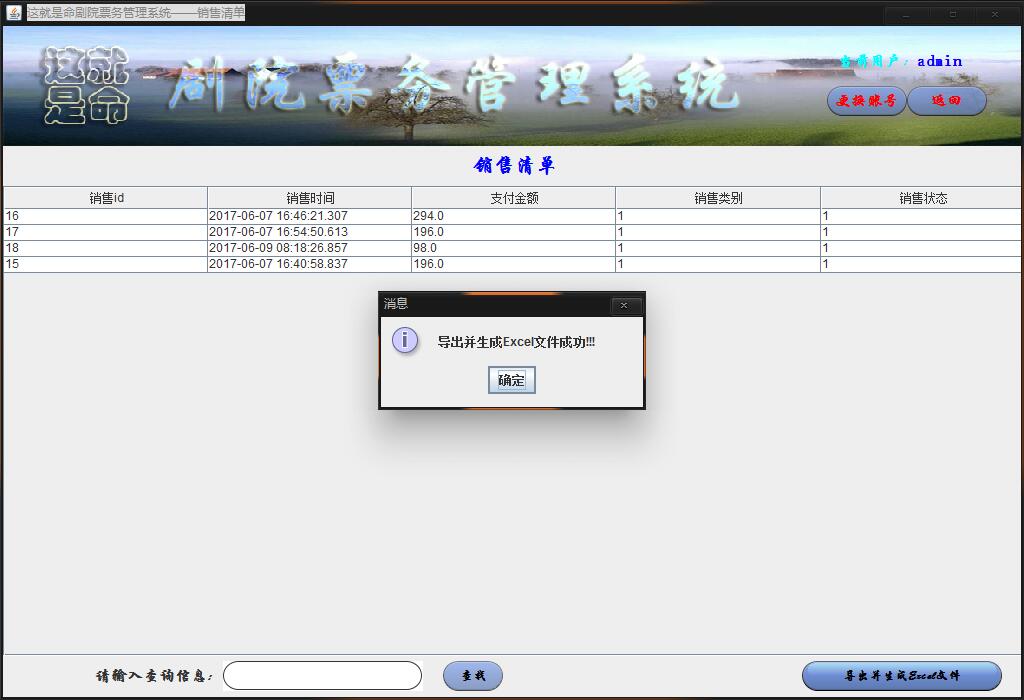 这就是命剧院票务管理系统——销售清单
这就
是命
剧院票务管理系统
当前用户：admin
更换账号 返回
销售清单
销售id 销售时间 支付金额 销售类别 销售状态
16 2017-06-07 16:46:21.307 294.0 1 1
17 2017-06-07 16:54:50.613 196.0 1 1
18 2017-06-09 08:18:26.857 98.0 1 1
15 2017-06-07 16:40:58.837 196.0 1 1
消息
导出并生成Excel文件成功!!!
确定
请输入查询信息： 查找 导出并生成Excel文件